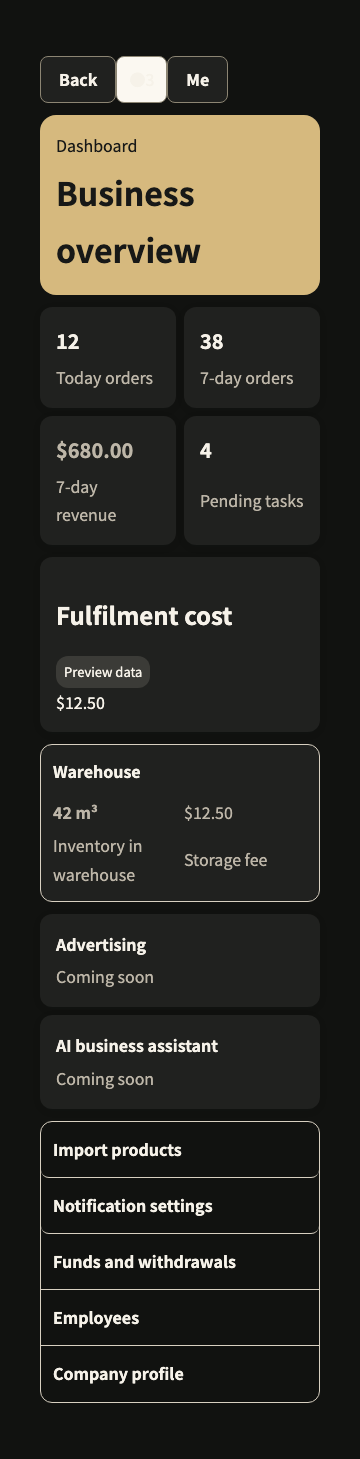 Back
Me
Dashboard
Business
overview
12
38
Today orders
7-day orders
$680.00
4
7-day
revenue
Pending tasks
Fulfilment cost
Preview data
$12.50
Warehouse
42 m³
$12.50
Inventory in
warehouse
Storage fee
Advertising
Coming soon
AI business assistant
Coming soon
Import products
Notification settings
Funds and withdrawals
Employees
Company profile